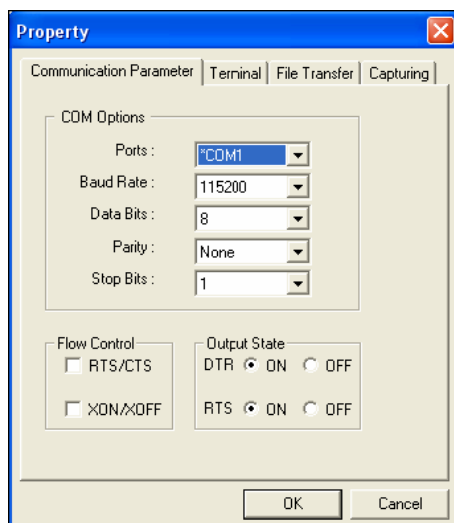 Property
Communication Parameter Terminal File Transfer Capturing
COM Options
Ports : *COM1
Baud Rate : 115200
Data Bits : 8
Parity : None
Stop Bits : 1
Flow Control
RTS/CTS
XON/XOFF
Output State
DTR ON OFF
RTS ON OFF
OK Cancel